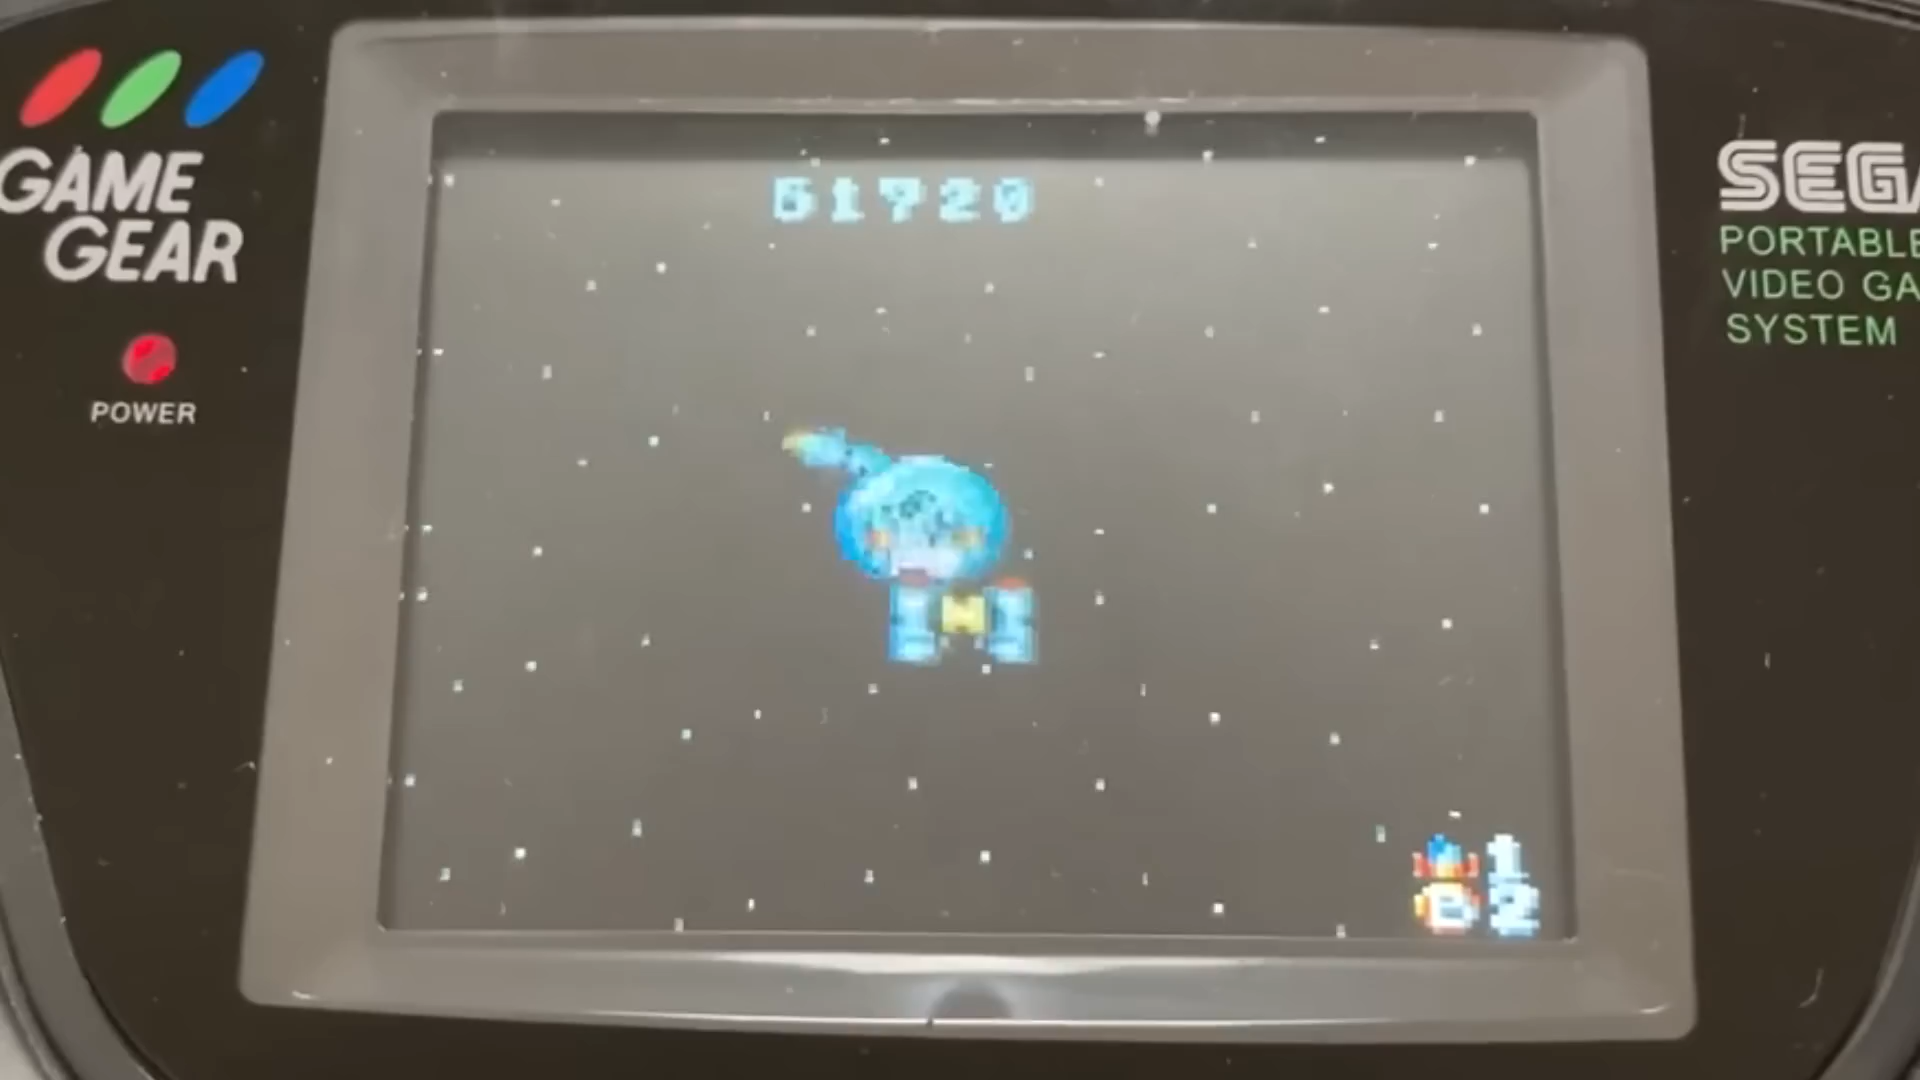 GAME
GEAR
POWER
51720
1
P 2
SEGA
PORTABLE
VIDEO GA
SYSTEM